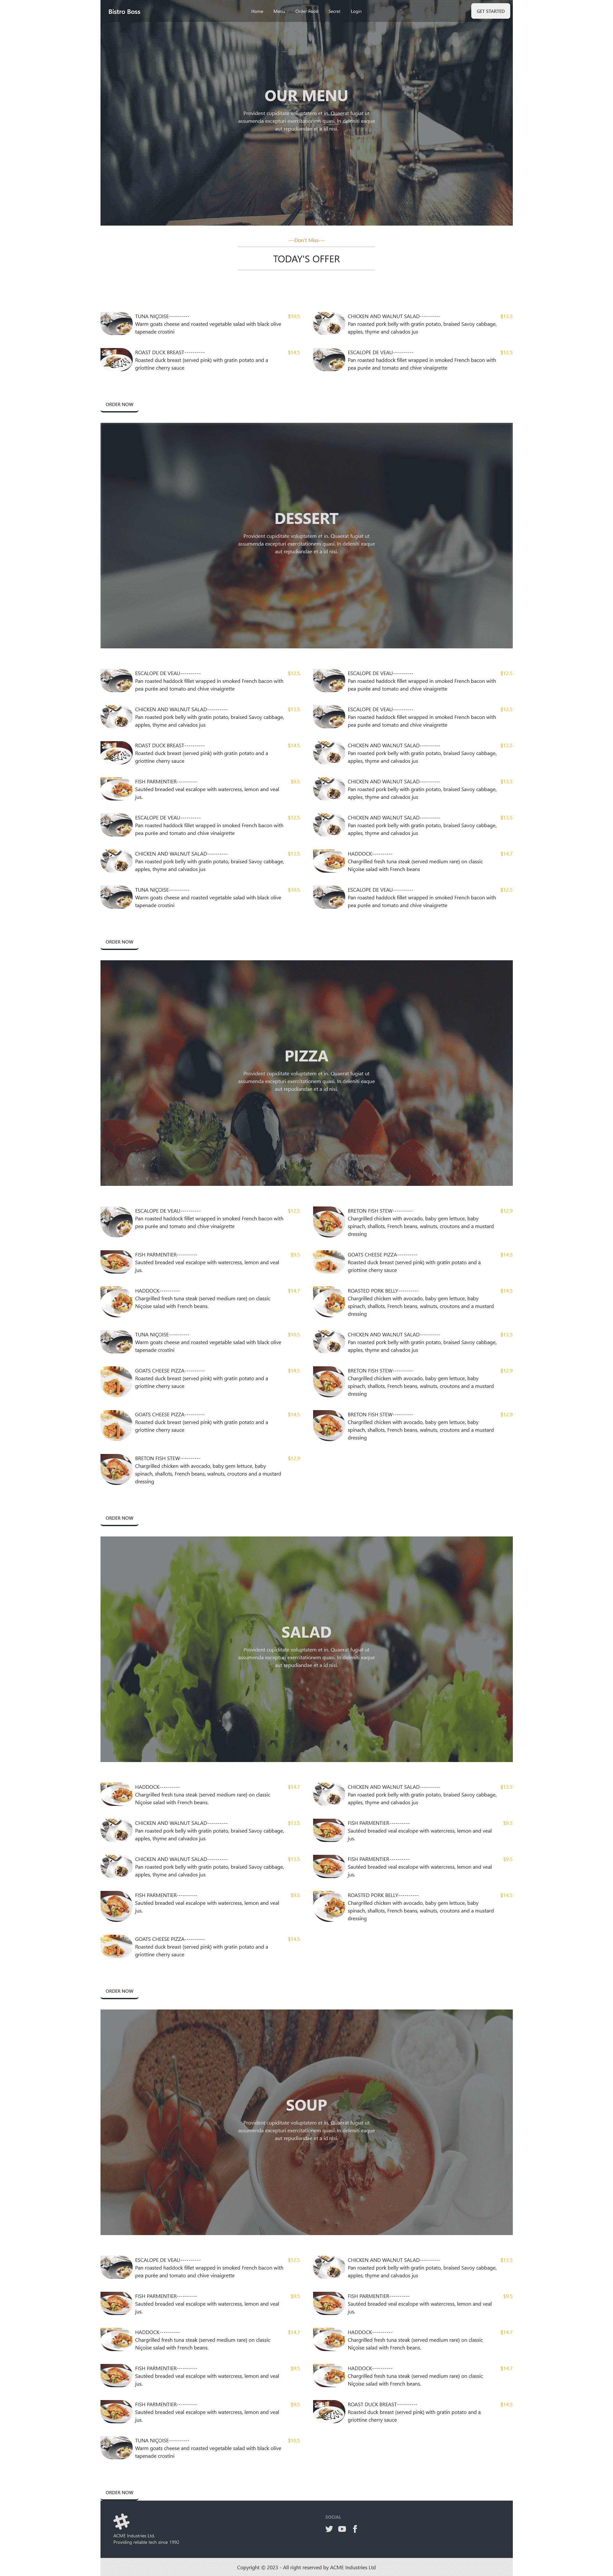 Bistro Boss
Home Menu Order Food Secret Login
GET STARTED
OUR MENU
Provident cupiditate voluptatem et in. Quaerat fugiat ut
assumenda excepturi exercitationem quasi. In deleniti eaque
aut repudiandae et a id nisi.
---Don't Miss---
TODAY'S OFFER
TUNA NIÇOISE---------- $10.5
Warm goats cheese and roasted vegetable salad with black olive
tapenade crostini
CHICKEN AND WALNUT SALAD---------- $13.5
Pan roasted pork belly with gratin potato, braised Savoy cabbage,
apples, thyme and calvados jus
ROAST DUCK BREAST---------- $14.5
Roasted duck breast (served pink) with gratin potato and a
griottine cherry sauce
ESCALOPE DE VEAU---------- $12.5
Pan roasted haddock fillet wrapped in smoked French bacon with
pea purée and tomato and chive vinaigrette
ORDER NOW
DESSERT
Provident cupiditate voluptatem et in. Quaerat fugiat ut
assumenda excepturi exercitationem quasi. In deleniti eaque
aut repudiandae et a id nisi.
ESCALOPE DE VEAU---------- $12.5
Pan roasted haddock fillet wrapped in smoked French bacon with
pea purée and tomato and chive vinaigrette
ESCALOPE DE VEAU---------- $12.5
Pan roasted haddock fillet wrapped in smoked French bacon with
pea purée and tomato and chive vinaigrette
CHICKEN AND WALNUT SALAD---------- $13.5
Pan roasted pork belly with gratin potato, braised Savoy cabbage,
apples, thyme and calvados jus
ESCALOPE DE VEAU---------- $12.5
Pan roasted haddock fillet wrapped in smoked French bacon with
pea purée and tomato and chive vinaigrette
ROAST DUCK BREAST---------- $14.5
Roasted duck breast (served pink) with gratin potato and a
griottine cherry sauce
CHICKEN AND WALNUT SALAD---------- $13.5
Pan roasted pork belly with gratin potato, braised Savoy cabbage,
apples, thyme and calvados jus
FISH PARMENTIER---------- $9.5
Sautéed breaded veal escalope with watercress, lemon and veal
jus.
CHICKEN AND WALNUT SALAD---------- $13.5
Pan roasted pork belly with gratin potato, braised Savoy cabbage,
apples, thyme and calvados jus
ESCALOPE DE VEAU---------- $12.5
Pan roasted haddock fillet wrapped in smoked French bacon with
pea purée and tomato and chive vinaigrette
CHICKEN AND WALNUT SALAD---------- $13.5
Pan roasted pork belly with gratin potato, braised Savoy cabbage,
apples, thyme and calvados jus
CHICKEN AND WALNUT SALAD---------- $13.5
Pan roasted pork belly with gratin potato, braised Savoy cabbage,
apples, thyme and calvados jus
HADDOCK---------- $14.7
Chargrilled fresh tuna steak (served medium rare) on classic
Niçoise salad with French beans.
TUNA NIÇOISE---------- $10.5
Warm goats cheese and roasted vegetable salad with black olive
tapenade crostini
ESCALOPE DE VEAU---------- $12.5
Pan roasted haddock fillet wrapped in smoked French bacon with
pea purée and tomato and chive vinaigrette
ORDER NOW
PIZZA
Provident cupiditate voluptatem et in. Quaerat fugiat ut
assumenda excepturi exercitationem quasi. In deleniti eaque
aut repudiandae et a id nisi.
ESCALOPE DE VEAU---------- $12.5
Pan roasted haddock fillet wrapped in smoked French bacon with
pea purée and tomato and chive vinaigrette
BRETON FISH STEW---------- $12.9
Chargrilled chicken with avocado, baby gem lettuce, baby
spinach, shallots, French beans, walnuts, croutons and a mustard
dressing
FISH PARMENTIER---------- $9.5
Sautéed breaded veal escalope with watercress, lemon and veal
jus.
GOATS CHEESE PIZZA---------- $14.5
Roasted duck breast (served pink) with gratin potato and a
griottine cherry sauce
HADDOCK---------- $14.7
Chargrilled fresh tuna steak (served medium rare) on classic
Niçoise salad with French beans.
ROASTED PORK BELLY---------- $14.5
Chargrilled chicken with avocado, baby gem lettuce, baby
spinach, shallots, French beans, walnuts, croutons and a mustard
dressing
TUNA NIÇOISE---------- $10.5
Warm goats cheese and roasted vegetable salad with black olive
tapenade crostini
CHICKEN AND WALNUT SALAD---------- $13.5
Pan roasted pork belly with gratin potato, braised Savoy cabbage,
apples, thyme and calvados jus
GOATS CHEESE PIZZA---------- $14.5
Roasted duck breast (served pink) with gratin potato and a
griottine cherry sauce
BRETON FISH STEW---------- $12.9
Chargrilled chicken with avocado, baby gem lettuce, baby
spinach, shallots, French beans, walnuts, croutons and a mustard
dressing
GOATS CHEESE PIZZA---------- $14.5
Roasted duck breast (served pink) with gratin potato and a
griottine cherry sauce
BRETON FISH STEW---------- $12.9
Chargrilled chicken with avocado, baby gem lettuce, baby
spinach, shallots, French beans, walnuts, croutons and a mustard
dressing
BRETON FISH STEW---------- $12.9
Chargrilled chicken with avocado, baby gem lettuce, baby
spinach, shallots, French beans, walnuts, croutons and a mustard
dressing
ORDER NOW
SALAD
Provident cupiditate voluptatem et in. Quaerat fugiat ut
assumenda excepturi exercitationem quasi. In deleniti eaque
aut repudiandae et a id nisi.
HADDOCK---------- $14.7
Chargrilled fresh tuna steak (served medium rare) on classic
Niçoise salad with French beans.
CHICKEN AND WALNUT SALAD---------- $13.5
Pan roasted pork belly with gratin potato, braised Savoy cabbage,
apples, thyme and calvados jus
CHICKEN AND WALNUT SALAD---------- $13.5
Pan roasted pork belly with gratin potato, braised Savoy cabbage,
apples, thyme and calvados jus
FISH PARMENTIER---------- $9.5
Sautéed breaded veal escalope with watercress, lemon and veal
jus.
CHICKEN AND WALNUT SALAD---------- $13.5
Pan roasted pork belly with gratin potato, braised Savoy cabbage,
apples, thyme and calvados jus
FISH PARMENTIER---------- $9.5
Sautéed breaded veal escalope with watercress, lemon and veal
jus.
FISH PARMENTIER---------- $9.5
Sautéed breaded veal escalope with watercress, lemon and veal
jus.
ROASTED PORK BELLY---------- $14.5
Chargrilled chicken with avocado, baby gem lettuce, baby
spinach, shallots, French beans, walnuts, croutons and a mustard
dressing
GOATS CHEESE PIZZA---------- $14.5
Roasted duck breast (served pink) with gratin potato and a
griottine cherry sauce
ORDER NOW
SOUP
Provident cupiditate voluptatem et in. Quaerat fugiat ut
assumenda excepturi exercitationem quasi. In deleniti eaque
aut repudiandae et a id nisi.
ESCALOPE DE VEAU---------- $12.5
Pan roasted haddock fillet wrapped in smoked French bacon with
pea purée and tomato and chive vinaigrette
CHICKEN AND WALNUT SALAD---------- $13.5
Pan roasted pork belly with gratin potato, braised Savoy cabbage,
apples, thyme and calvados jus
FISH PARMENTIER---------- $9.5
Sautéed breaded veal escalope with watercress, lemon and veal
jus.
FISH PARMENTIER---------- $9.5
Sautéed breaded veal escalope with watercress, lemon and veal
jus.
HADDOCK---------- $14.7
Chargrilled fresh tuna steak (served medium rare) on classic
Niçoise salad with French beans.
HADDOCK---------- $14.7
Chargrilled fresh tuna steak (served medium rare) on classic
Niçoise salad with French beans.
FISH PARMENTIER---------- $9.5
Sautéed breaded veal escalope with watercress, lemon and veal
jus.
HADDOCK---------- $14.7
Chargrilled fresh tuna steak (served medium rare) on classic
Niçoise salad with French beans.
FISH PARMENTIER---------- $9.5
Sautéed breaded veal escalope with watercress, lemon and veal
jus.
ROAST DUCK BREAST---------- $14.5
Roasted duck breast (served pink) with gratin potato and a
griottine cherry sauce
TUNA NIÇOISE---------- $10.5
Warm goats cheese and roasted vegetable salad with black olive
tapenade crostini
ORDER NOW
ACME Industries Ltd.
Providing reliable tech since 1992
SOCIAL
Copyright © 2023 - All right reserved by ACME Industries Ltd